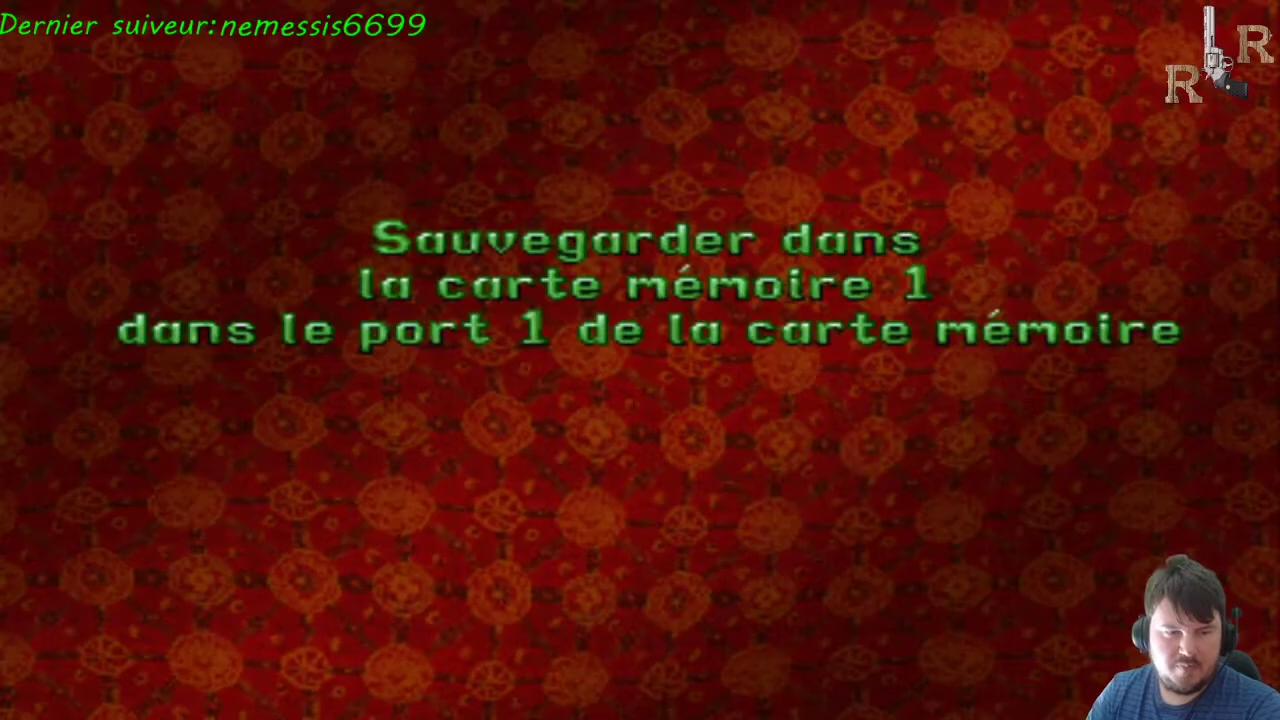 Dernier suiveur:nemessis6699
R
R
Sauvegarder dans
la carte mémoire 1
dans le port 1 de la carte mémoire